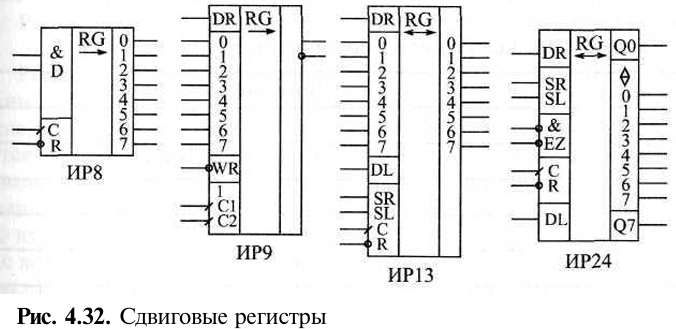 & D C R RG 0 1 2 3 4 5 6 7
ИР8
DR 0 1 2 3 4 5 6 7 WR 1 C1 C2 RG
ИР9
DR 0 1 2 3 4 5 6 7 DL SR SL C R RG 0 1 2 3 4 5 6 7
ИР13
DR SR SL & EZ C R DL RG Q0 0 1 2 3 4 5 6 7 Q7
ИР24
Рис. 4.32. Сдвиговые регистры